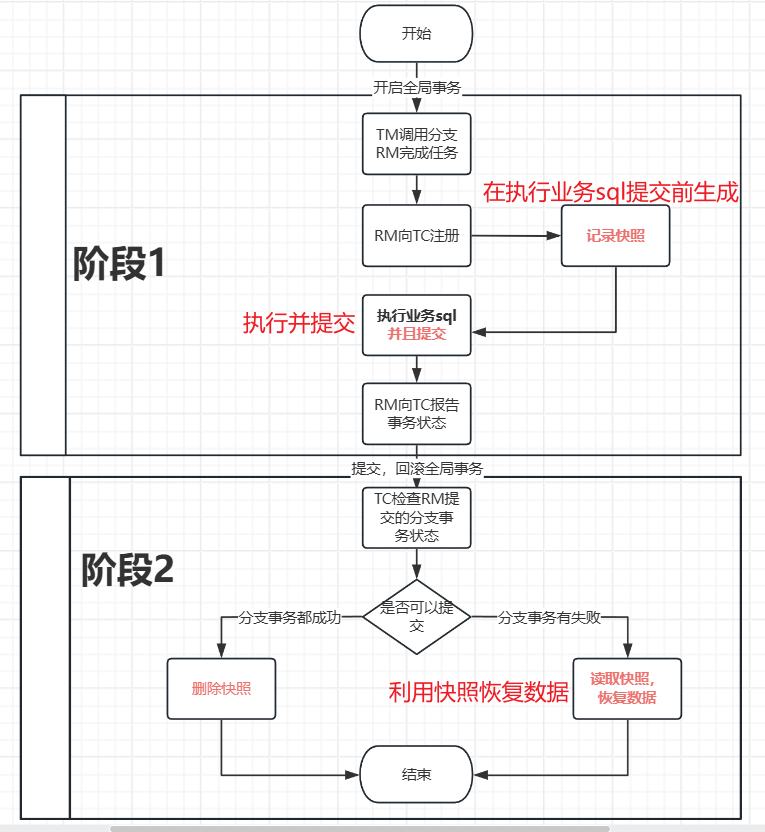 开始
开启全局事务
TM调用分支
RM完成任务
在执行业务sql提交前生成
RM向TC注册
记录快照
阶段1
执行并提交
执行业务sql
并且提交
RM向TC报告
事务状态
提交，回滚全局事务
TC检查RM提
交的分支事
务状态
阶段2
是否可以提
交
分支事务都成功
分支事务有失败
删除快照
利用快照恢复数据
读取快照，
恢复数据
结束